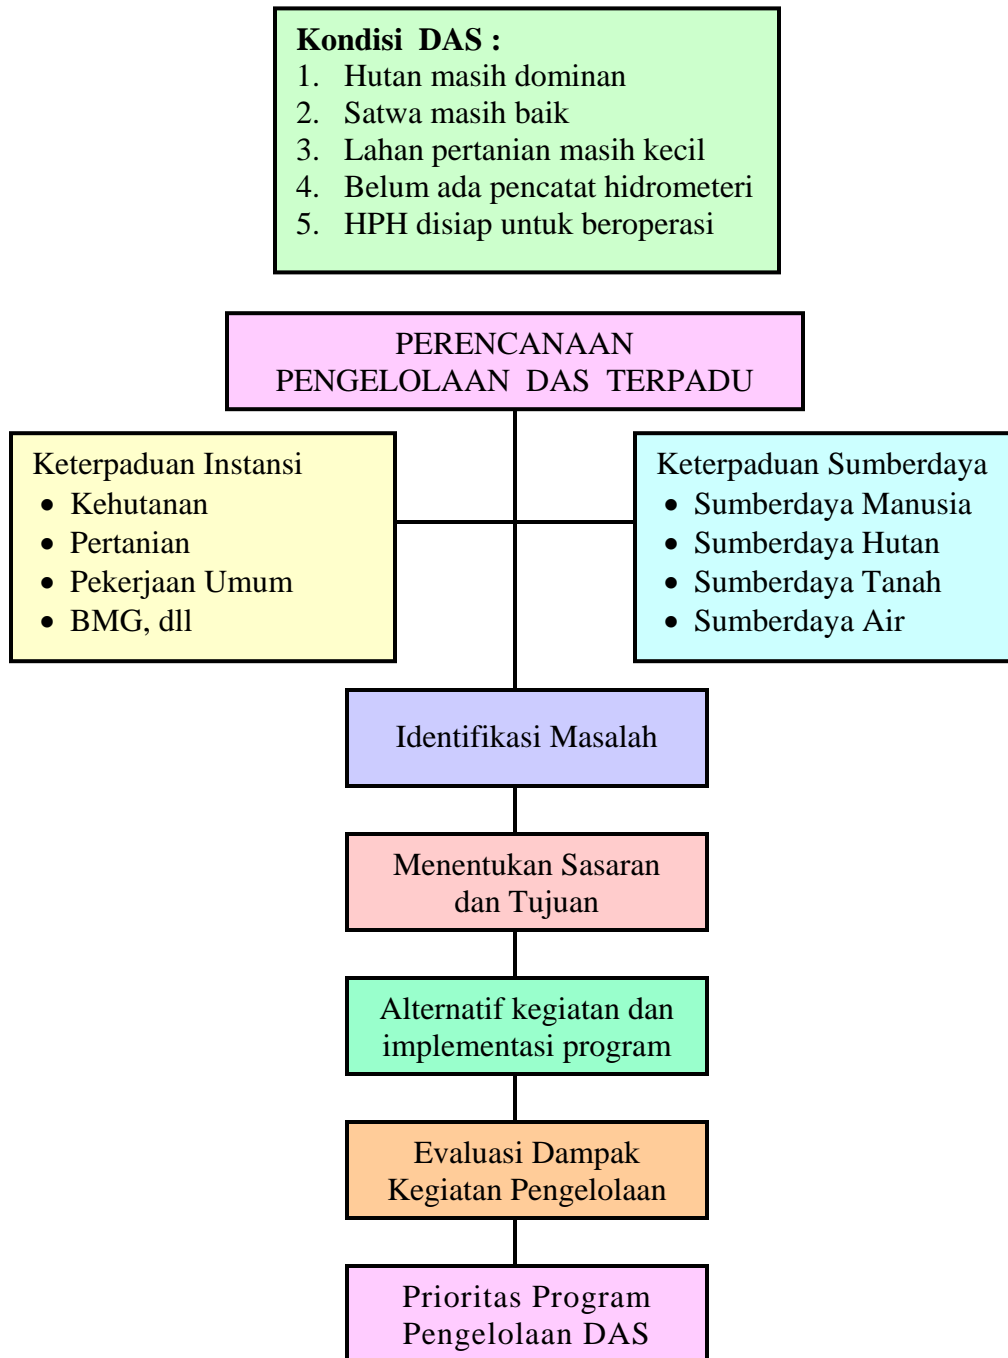 Kondisi DAS :
1. Hutan masih dominan
2. Satwa masih baik
3. Lahan pertanian masih kecil
4. Belum ada pencatat hidrometeri
5. HPH disiap untuk beroperasi
PERENCANAAN
PENGELOLAAN DAS TERPADU
Keterpaduan Instansi
• Kehutanan
• Pertanian
• Pekerjaan Umum
• BMG, dll
Keterpaduan Sumberdaya
• Sumberdaya Manusia
• Sumberdaya Hutan
• Sumberdaya Tanah
• Sumberdaya Air
Identifikasi Masalah
Menentukan Sasaran
dan Tujuan
Alternatif kegiatan dan
implementasi program
Evaluasi Dampak
Kegiatan Pengelolaan
Prioritas Program
Pengelolaan DAS